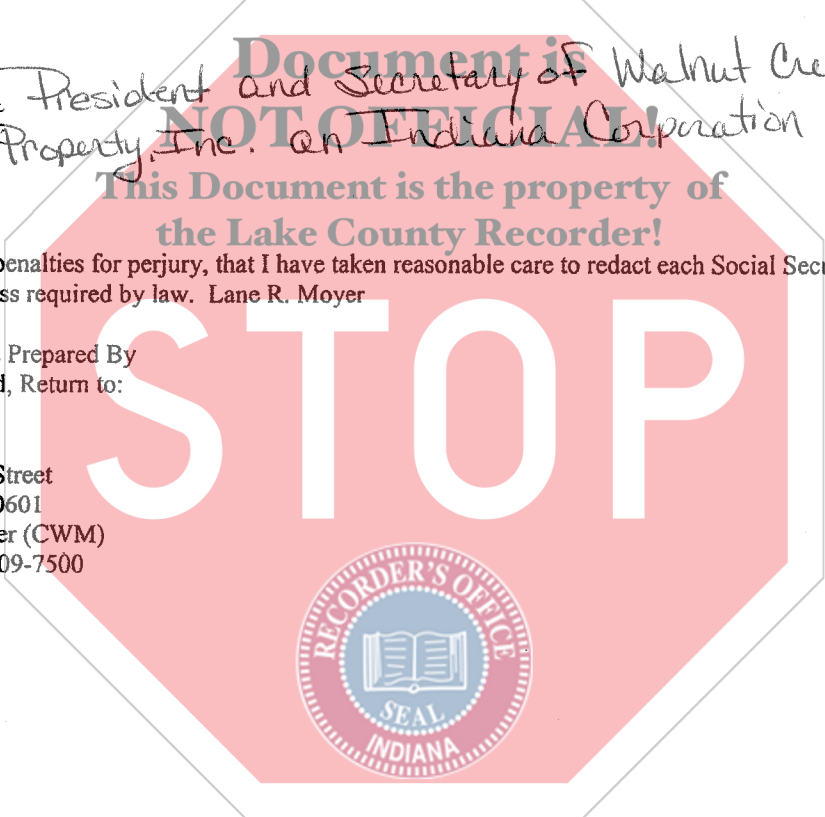 Document is
President and Secretary of Walnut Cre
NOT OFFICIAL!
Property, Inc. an Indiana Corporation
This Document is the property of
the Lake County Recorder!
penalties for perjury, that I have taken reasonable care to redact each Social Secu
ss required by law. Lane R. Moyer
Prepared By
d, Return to:
STOP
Street
0601
er (CWM)
09-7500
RECORDER'S OFFICE
SEAL
INDIANA